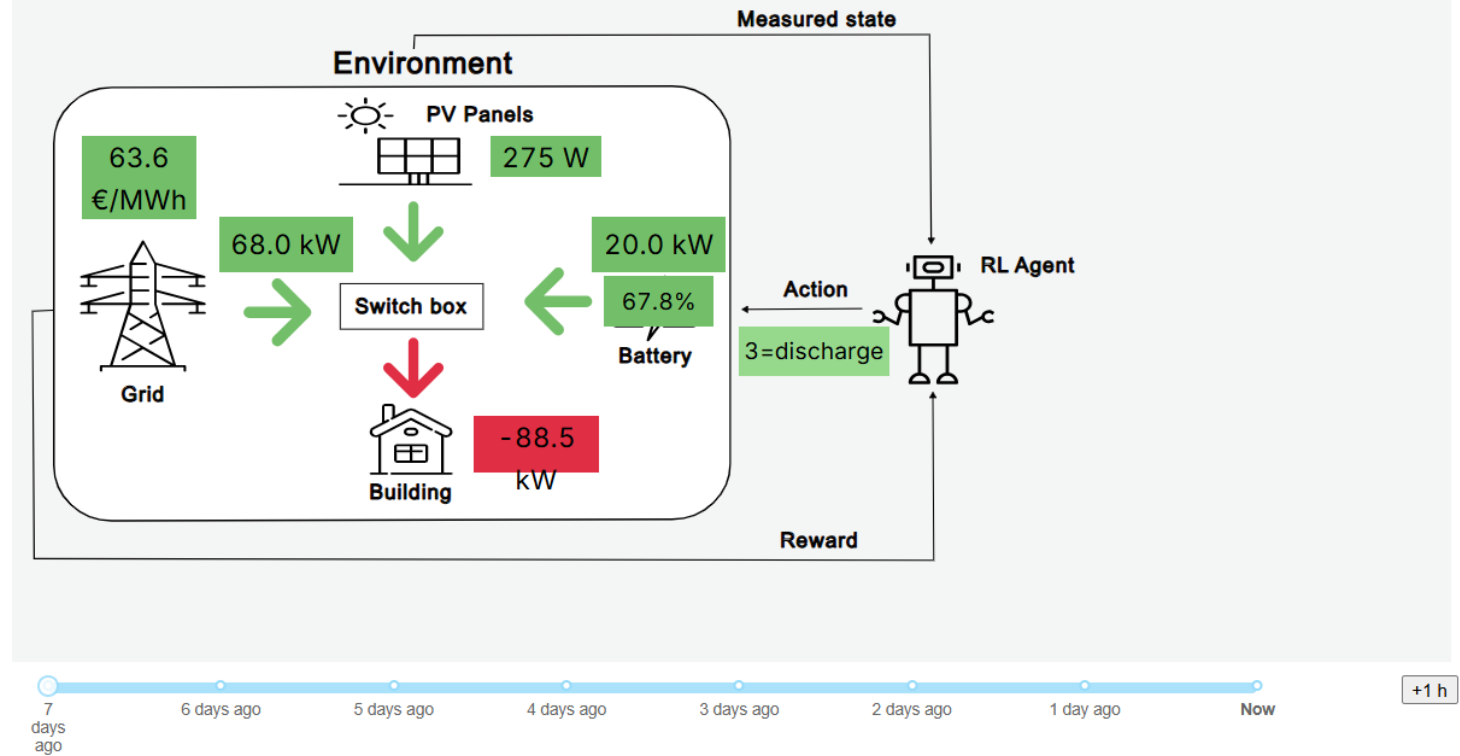 Measured state
Environment
PV Panels
63.6
€/MWh
275 W
68.0 kW
20.0 kW
67.8%
Switch box
Battery
Grid
-88.5
kW
Building
RL Agent
Action
3=discharge
Reward
7
days
ago
6 days ago
5 days ago
4 days ago
3 days ago
2 days ago
1 day ago
Now
+1 h